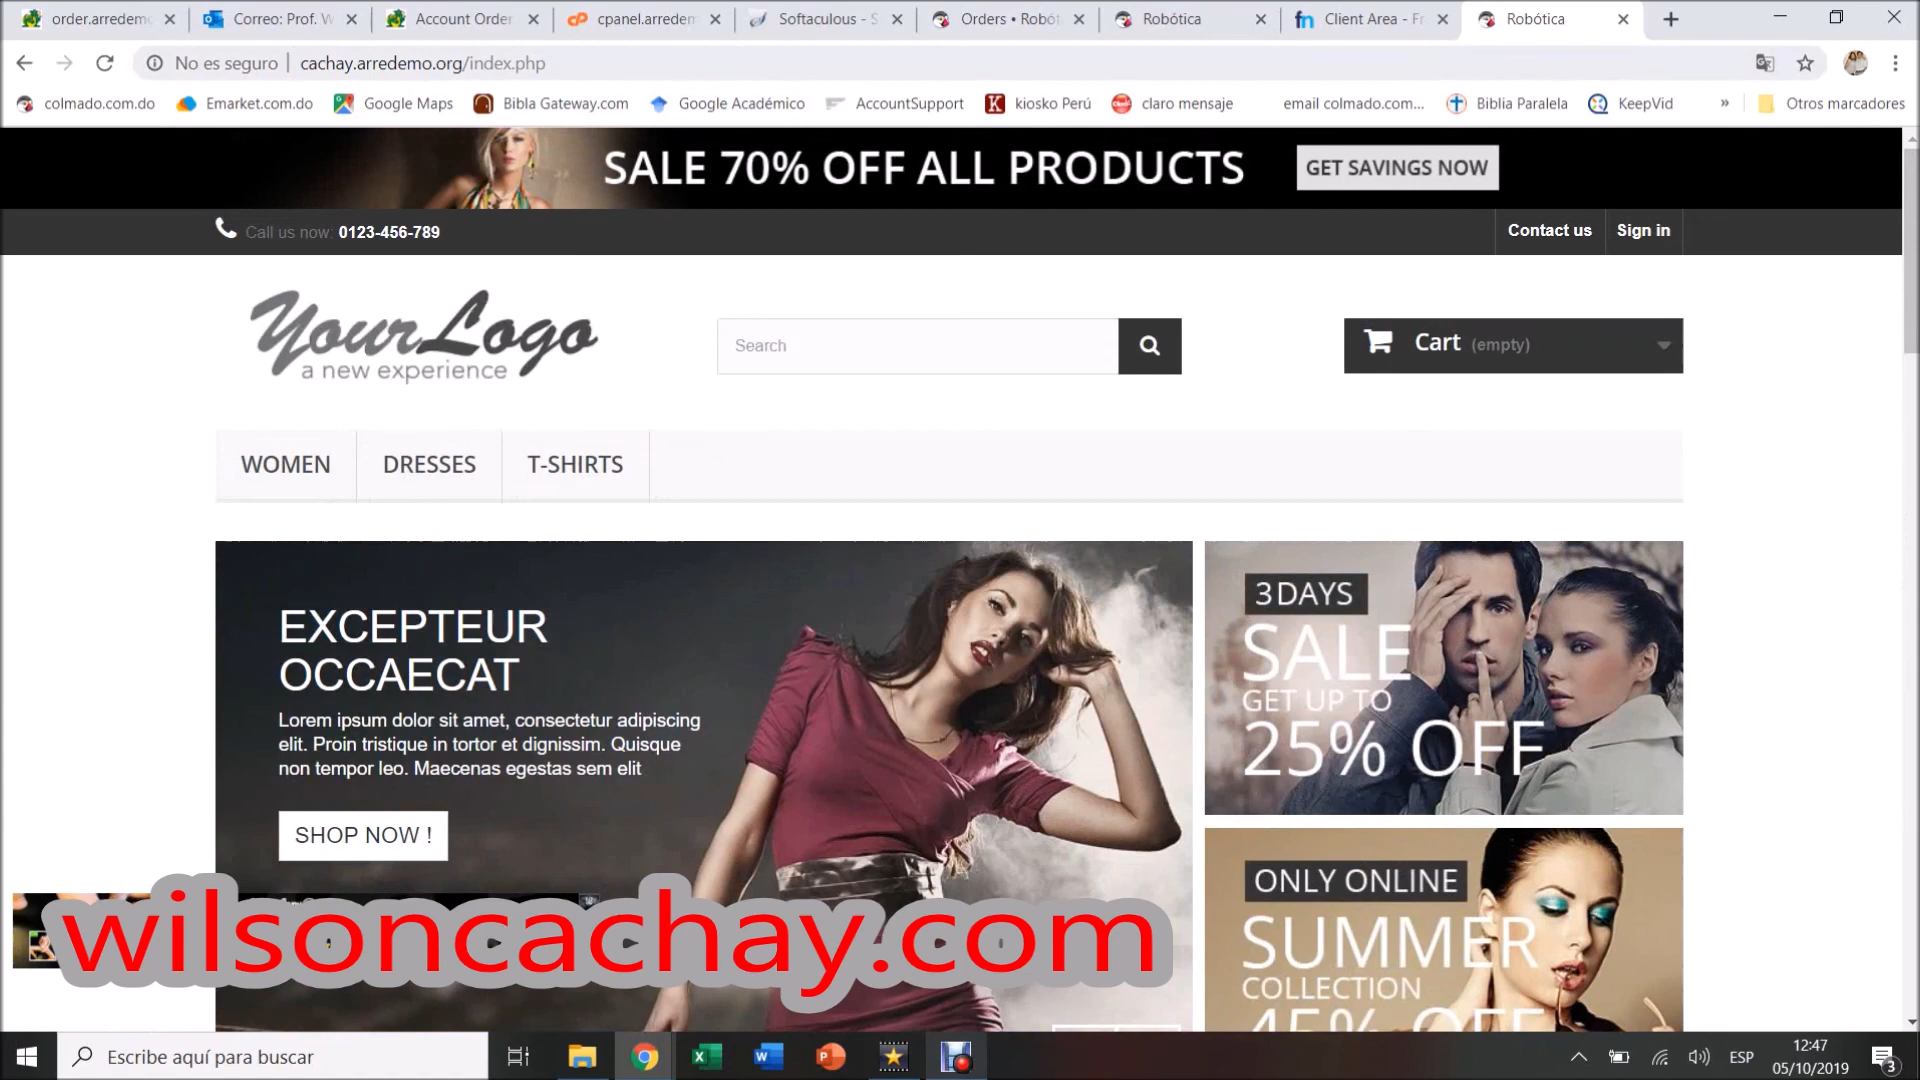 order.arredemo
Correo: Prof. W
Account Order
cpanel.arredem
Softaculous - S
Orders • Robót
Robótica
Client Area - Fr
Robótica
No es seguro | cachay.arredemo.org/index.php
colmado.com.do
Emarket.com.do
Google Maps
Bibla Gateway.com
Google Académico
AccountSupport
kiosko Perú
claro mensaje
email colmado.com...
Biblia Paralela
KeepVid
»
Otros marcadores
SALE 70% OFF ALL PRODUCTS
GET SAVINGS NOW
Call us now: 0123-456-789
Contact us
Sign in
YourLogo
a new experience
Search
Cart (empty)
WOMEN
DRESSES
T-SHIRTS
EXCEPTEUR
OCCAECAT
Lorem ipsum dolor sit amet, consectetur adipiscing
elit. Proin tristique in tortor et dignissim. Quisque
non tempor leo. Maecenas egestas sem elit
SHOP NOW !
3 DAYS
SALE
GET UP TO
25% OFF
ONLY ONLINE
SUMMER
COLLECTION
45% OFF
wilsoncachay.com
Escribe aquí para buscar
ESP
12:47
05/10/2019
3